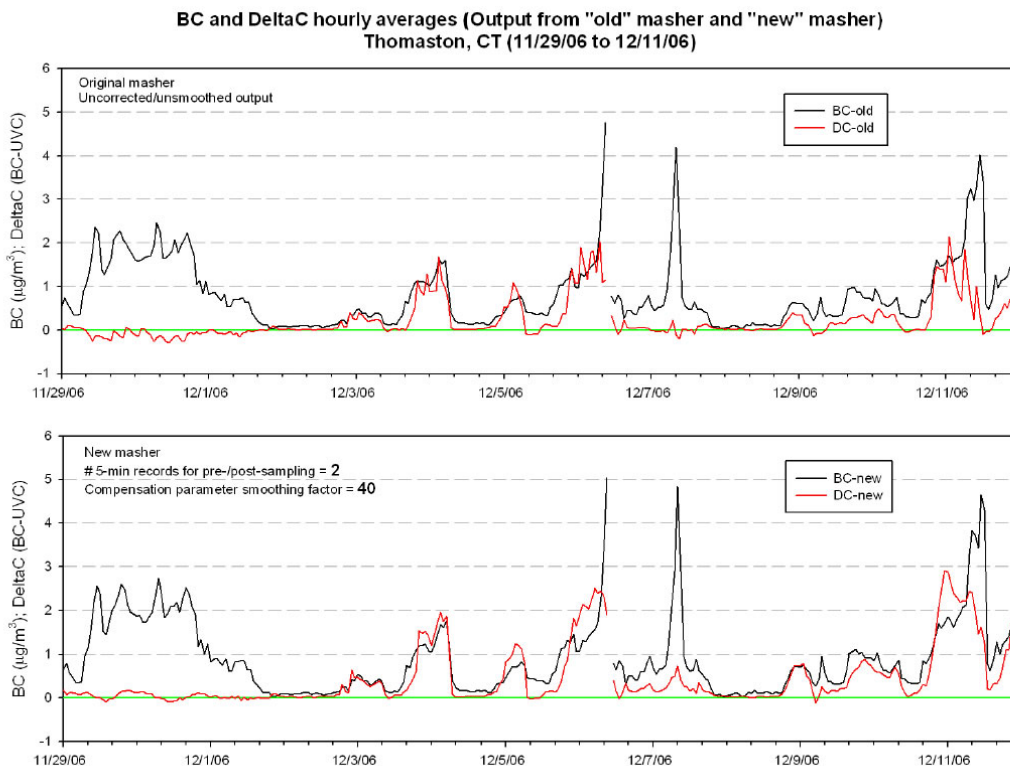 BC and DeltaC hourly averages (Output from "old" masher and "new" masher)
Thomaston, CT (11/29/06 to 12/11/06)
BC (µg/m³); DeltaC (BC-UVC)
6
5
4
3
2
1
0
-1
Original masher
Uncorrected/unsmoothed output
BC-old
DC-old
11/29/06 12/1/06 12/3/06 12/5/06 12/7/06 12/9/06 12/11/06
BC (µg/m³); DeltaC (BC-UVC)
6
5
4
3
2
1
0
-1
New masher
# 5-min records for pre-/post-sampling = 2
Compensation parameter smoothing factor = 40
BC-new
DC-new
11/29/06 12/1/06 12/3/06 12/5/06 12/7/06 12/9/06 12/11/06